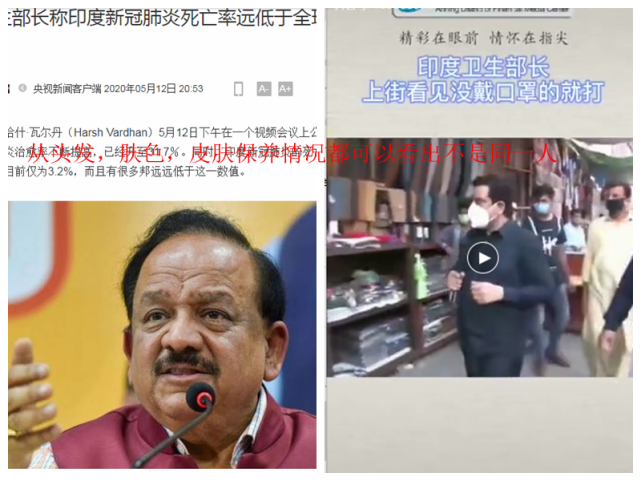 生部长称印度新冠肺炎死亡率远低于全球
央视新闻客户端 2020年05月12日 20:53
A- A+
哈什·瓦尔丹（Harsh Vardhan）5月12日下午在一个视频会议上公
目前仅为3.2%。而且有很多邦远远低于这一数值。
从头发，肤色，皮肤保养情况都可以看出不是同一人
精彩在眼前 情怀在指尖
印度卫生部长
上街看见没戴口罩的就打